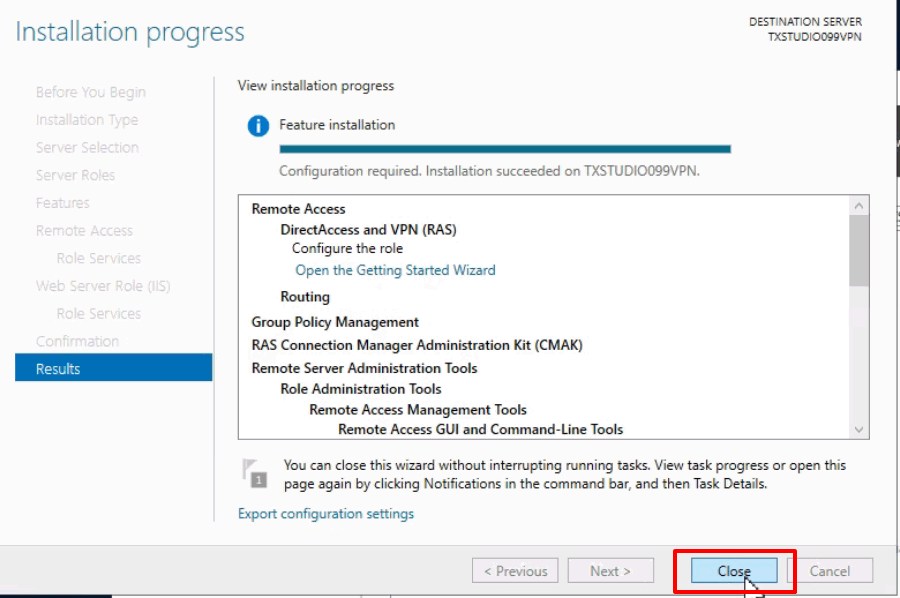 Installation progress
DESTINATION SERVER
TXSTUDIO099VPN
Before You Begin
Installation Type
Server Selection
Server Roles
Features
Remote Access
Role Services
Web Server Role (IIS)
Role Services
Confirmation
Results
View installation progress
Feature installation
Configuration required. Installation succeeded on TXSTUDIO099VPN.
Remote Access
DirectAccess and VPN (RAS)
Configure the role
Open the Getting Started Wizard
Routing
Group Policy Management
RAS Connection Manager Administration Kit (CMAK)
Remote Server Administration Tools
Role Administration Tools
Remote Access Management Tools
Remote Access GUI and Command-Line Tools
1
You can close this wizard without interrupting running tasks. View task progress or open this
page again by clicking Notifications in the command bar, and then Task Details.
Export configuration settings
< Previous
Next >
Close
Cancel